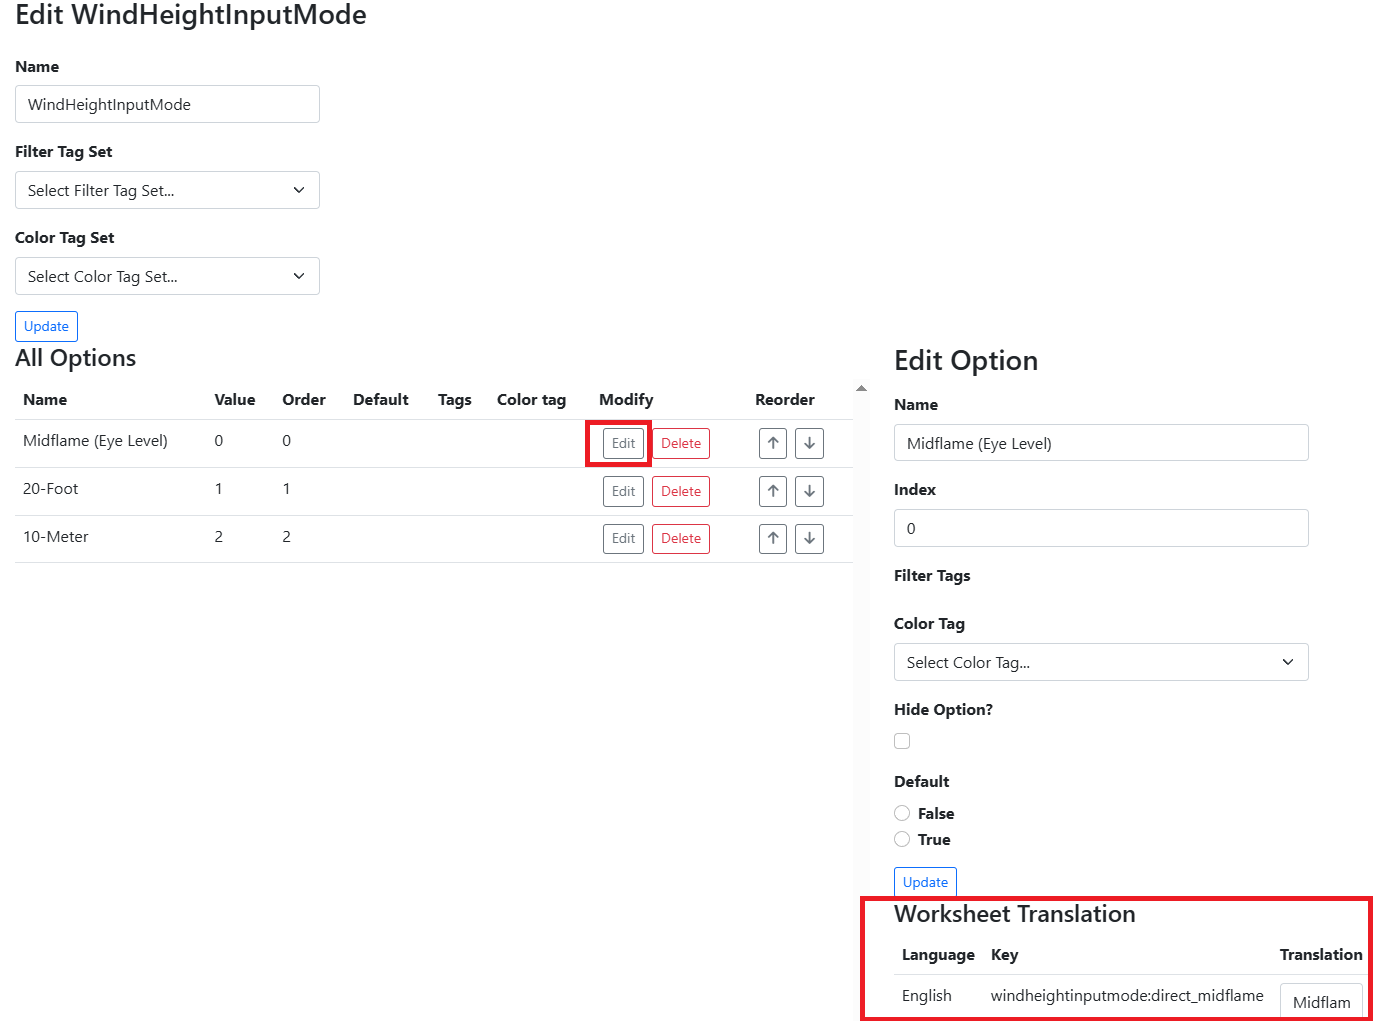 Edit WindHeightInputMode
Name
WindHeightInputMode
Filter Tag Set
Select Filter Tag Set...
Color Tag Set
Select Color Tag Set...
Update
All Options
Name Value Order Default Tags Color tag Modify Reorder
Midflame (Eye Level) 0 0 Edit Delete
20-Foot 1 1 Edit Delete
10-Meter 2 2 Edit Delete
Edit Option
Name
Midflame (Eye Level)
Index
0
Filter Tags
Color Tag
Select Color Tag...
Hide Option?
Default
False
True
Update
Worksheet Translation
Language Key Translation
English windheightinputmode:direct_midflame Midflam